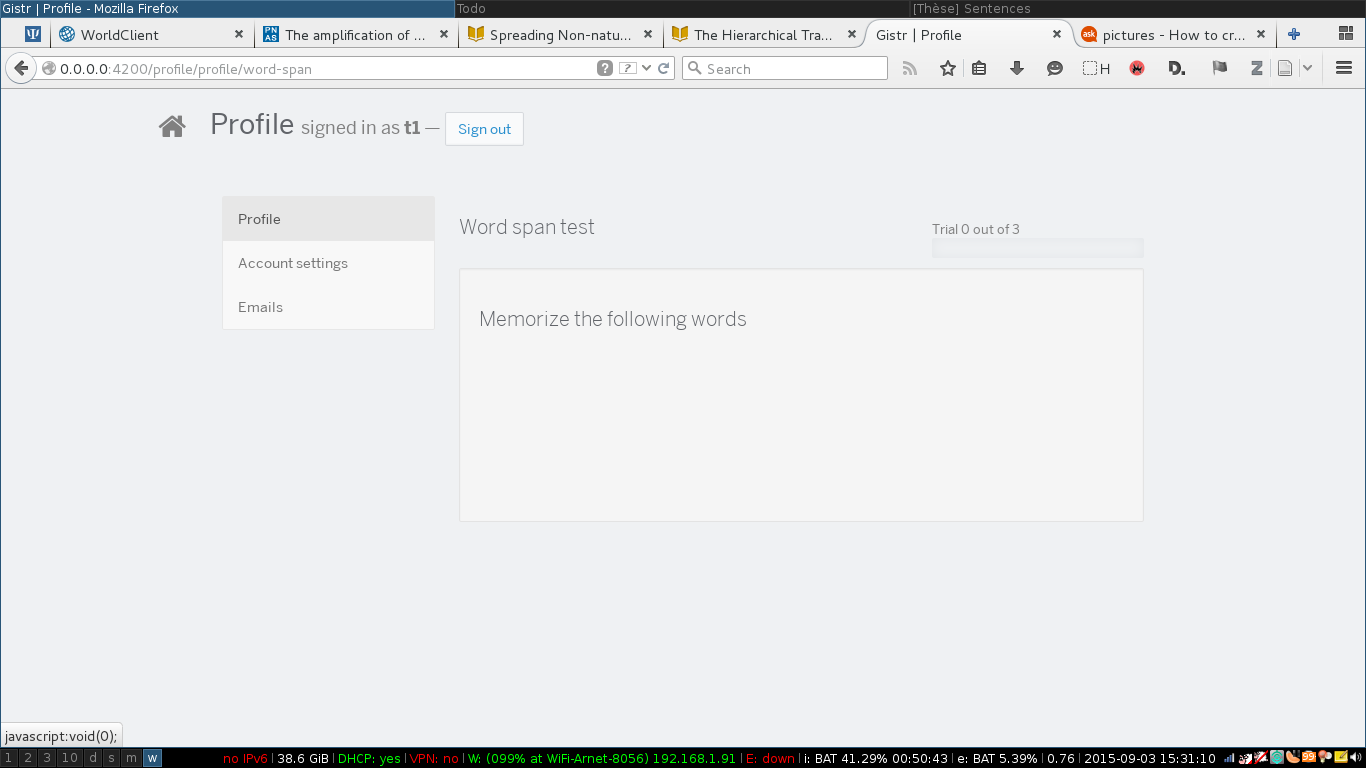 Gistr | Profile - Mozilla Firefox
Todo
[Thèse] Sentences
WorldClient
The amplification of ...
Spreading Non-natu...
The Hierarchical Tra...
Gistr | Profile
ask
pictures - How to cr...
PN
AS
0.0.0.0:4200/profile/profile/word-span
Search
H
D.
Z
Profile signed in as t1 — Sign out
Profile
Account settings
Emails
Word span test
Trial 0 out of 3
Memorize the following words
javascript:void(0);
1 2 3 10 d s m w
no IPv6 | 38.6 GiB | DHCP: yes | VPN: no | W: (099% at WiFi-Arnet-8056) 192.168.1.91 | E: down | i: BAT 41.29% 00:50:43 | e: BAT 5.39% | 0.76 | 2015-09-03 15:31:10
99